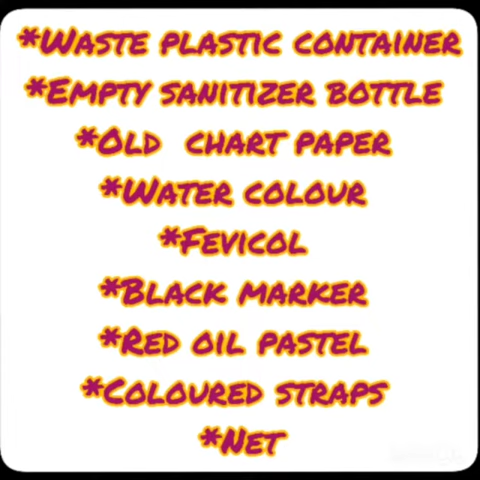 *Waste plastic container
*Empty sanitizer bottle
*Old chart paper
*Water colour
*Fevicol
*Black marker
*Red oil pastel
*Coloured straps
*Net